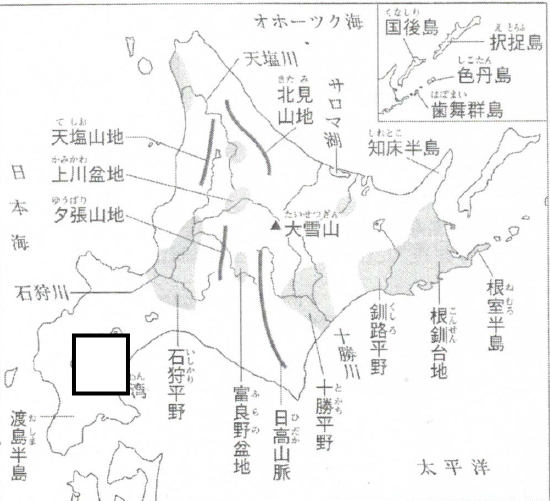 オホーツク海
くなしり
国後島
えとろふ
択捉島
しこたん
色丹島
はぼまい
歯舞群島
天塩川
きたみ
北見
山地
サロマ湖
しれとこ
知床半島
てしお
天塩山地
かみかわ
上川盆地
ゆうばり
夕張山地
日本海
たいせつざん
▲大雪山
石狩川
いしかり
石狩平野
わん
湾
おしま
渡島半島
ふらの
富良野盆地
ひだか
日高山脈
とかち
十勝平野
十勝川
くしろ
釧路平野
こんせん
根釧台地
ねむろ
根室半島
太平洋